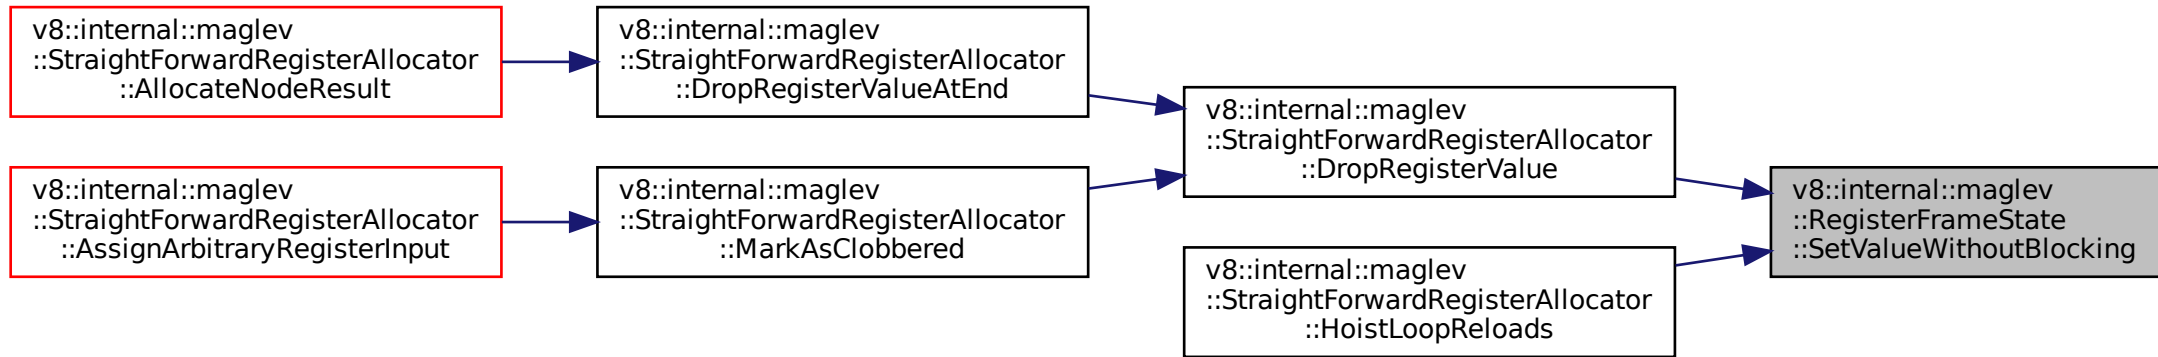 v8::internal::maglev
::StraightForwardRegisterAllocator
::AllocateNodeResult
v8::internal::maglev
::StraightForwardRegisterAllocator
::DropRegisterValueAtEnd
v8::internal::maglev
::StraightForwardRegisterAllocator
::AssignArbitraryRegisterInput
v8::internal::maglev
::StraightForwardRegisterAllocator
::MarkAsClobbered
v8::internal::maglev
::StraightForwardRegisterAllocator
::DropRegisterValue
v8::internal::maglev
::StraightForwardRegisterAllocator
::HoistLoopReloads
v8::internal::maglev
::RegisterFrameState
::SetValueWithoutBlocking